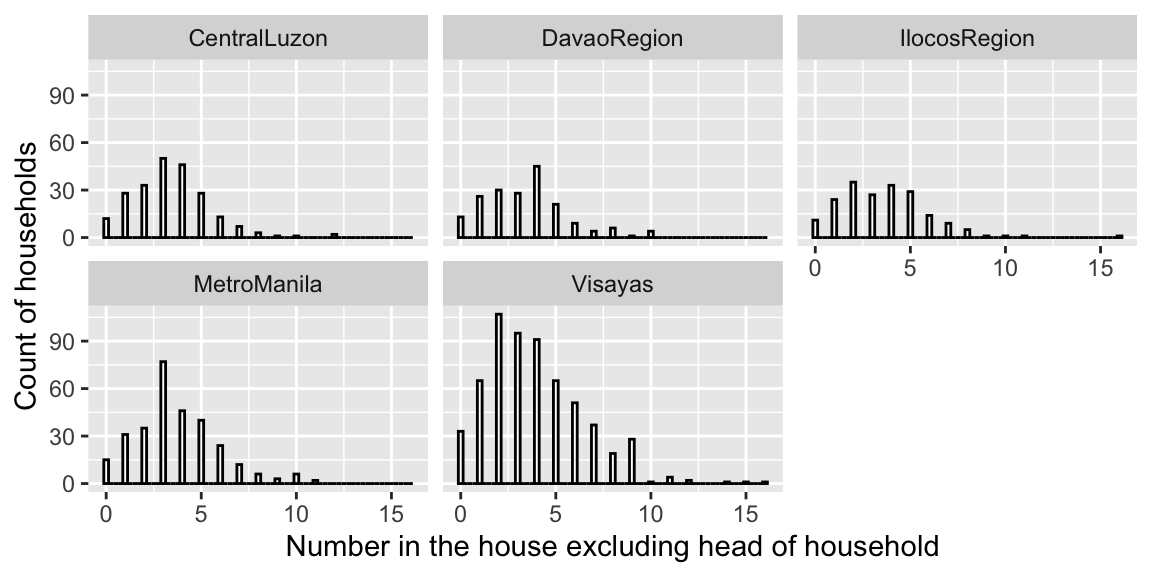 CentralLuzon
DavaoRegion
IlocosRegion
90
60
30
0
0
5
10
15
MetroManila
Visayas
90
60
30
0
0
5
10
15
0
5
10
15
Count of households
Number in the house excluding head of household